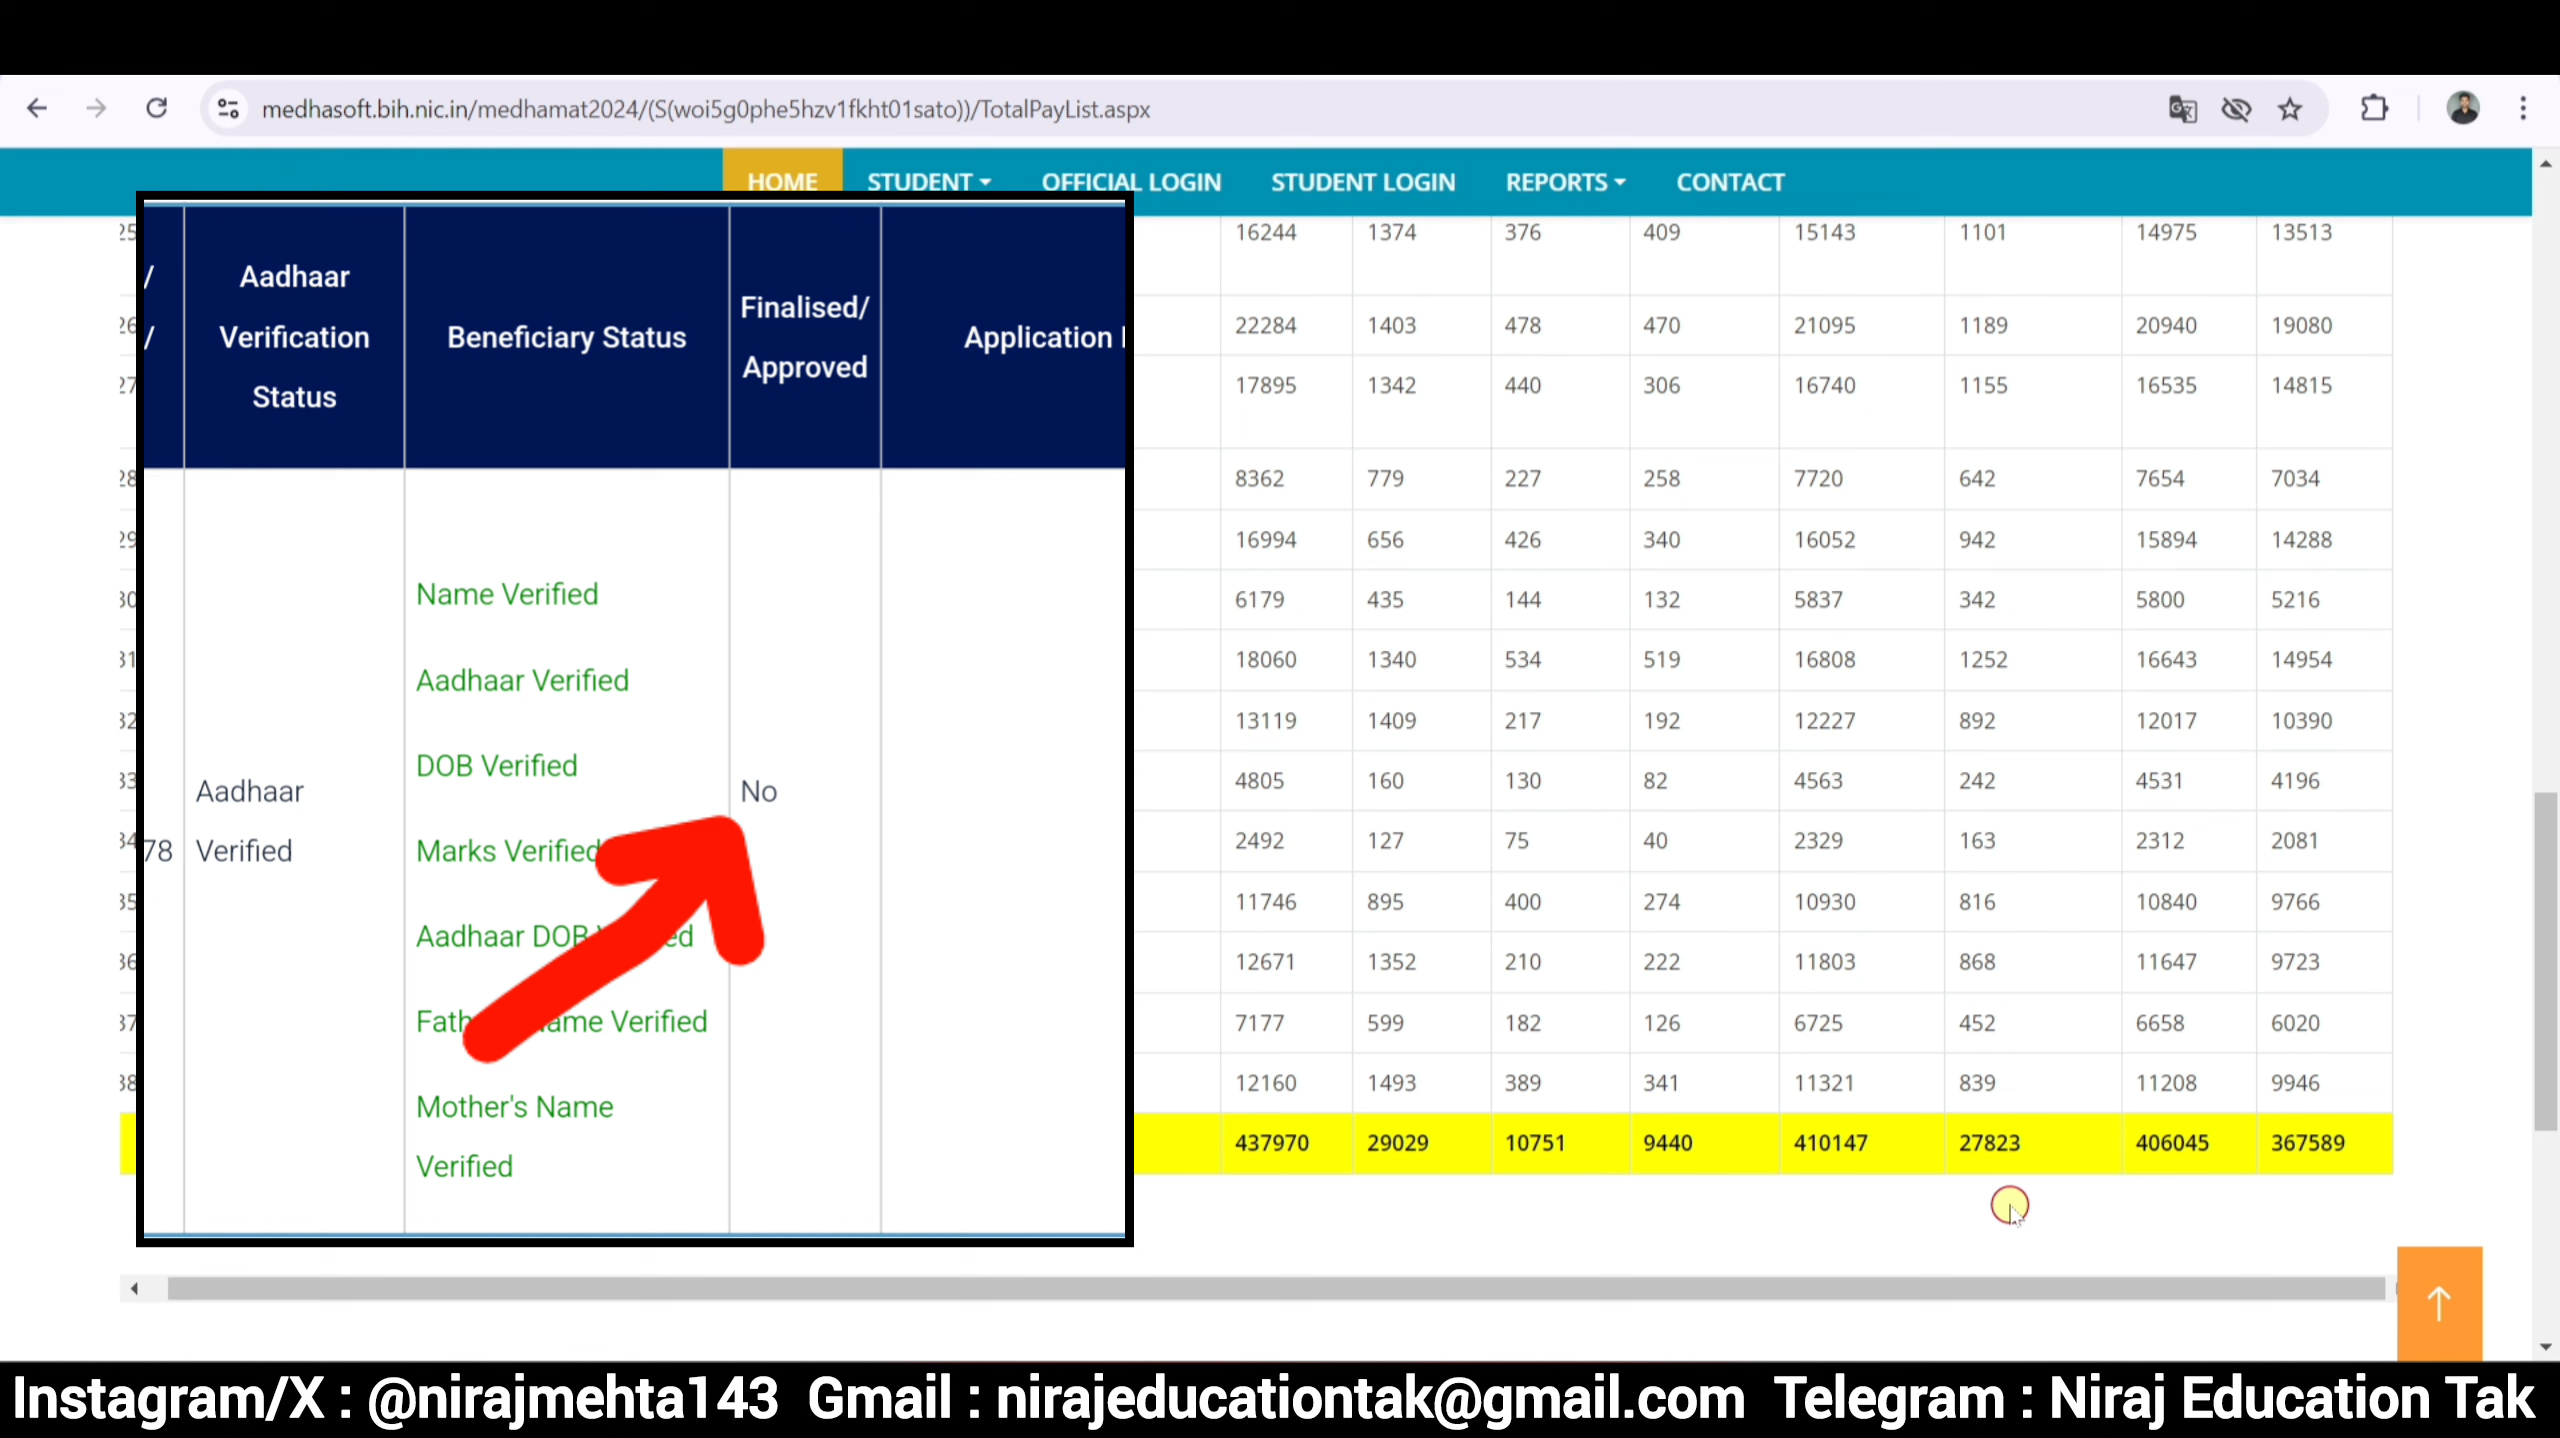 medhasoft.bih.nic.in/medhamat2024/(S(woi5g0phe5hzv1fkht01sato))/TotalPayList.aspx
HOME STUDENT OFFICIAL LOGIN STUDENT LOGIN REPORTS CONTACT
/ Aadhaar
Verification
Status
Beneficiary Status
Finalised/
Approved
Application
Name Verified
Aadhaar Verified
DOB Verified
Marks Verified
Aadhaar DOB
Name Verified
Mother's Name
Verified
78 Aadhaar
Verified
No
16244 1374 376 409 15143 1101 14975 13513
22284 1403 478 470 21095 1189 20940 19080
17895 1342 440 306 16740 1155 16535 14815
8362 779 227 258 7720 642 7654 7034
16994 656 426 340 16052 942 15894 14288
6179 435 144 132 5837 342 5800 5216
18060 1340 534 519 16808 1252 16643 14954
13119 1409 217 192 12227 892 12017 10390
4805 160 130 82 4563 242 4531 4196
2492 127 75 40 2329 163 2312 2081
11746 895 400 274 10930 816 10840 9766
12671 1352 210 222 11803 868 11647 9723
7177 599 182 126 6725 452 6658 6020
12160 1493 389 341 11321 839 11208 9946
437970 29029 10751 9440 410147 27823 406045 367589
Instagram/X : @nirajmehta143 Gmail : nirajeducationtak@gmail.com Telegram : Niraj Education Tak